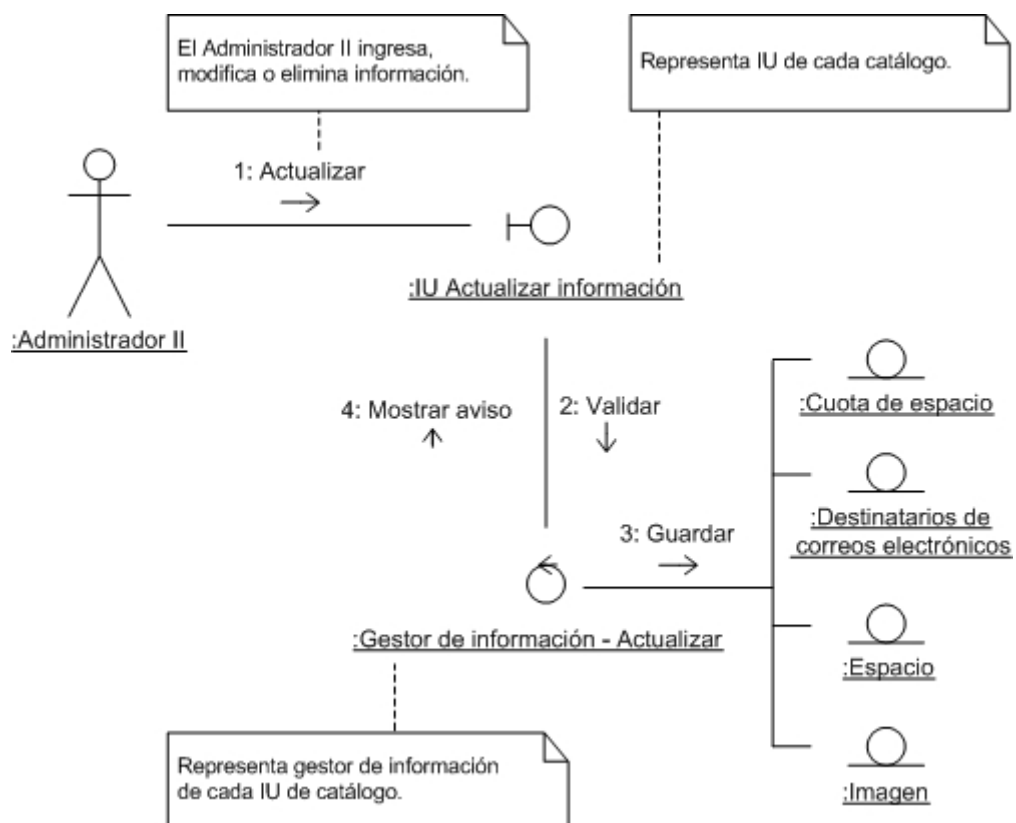 El Administrador II ingresa,
modifica o elimina información.
Representa IU de cada catálogo.
1: Actualizar
:IU Actualizar información
:Administrador II
4: Mostrar aviso
2: Validar
:Cuota de espacio
:Destinatarios de
correos electrónicos
3: Guardar
:Gestor de información - Actualizar
:Espacio
Representa gestor de información
de cada IU de catálogo.
:Imagen